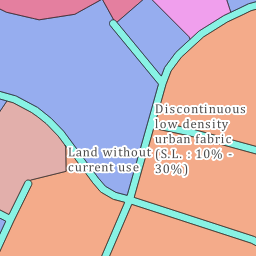 Discontinuous
low density
urban fabric
(S.L. : 10% -
30%)
Land without
current use